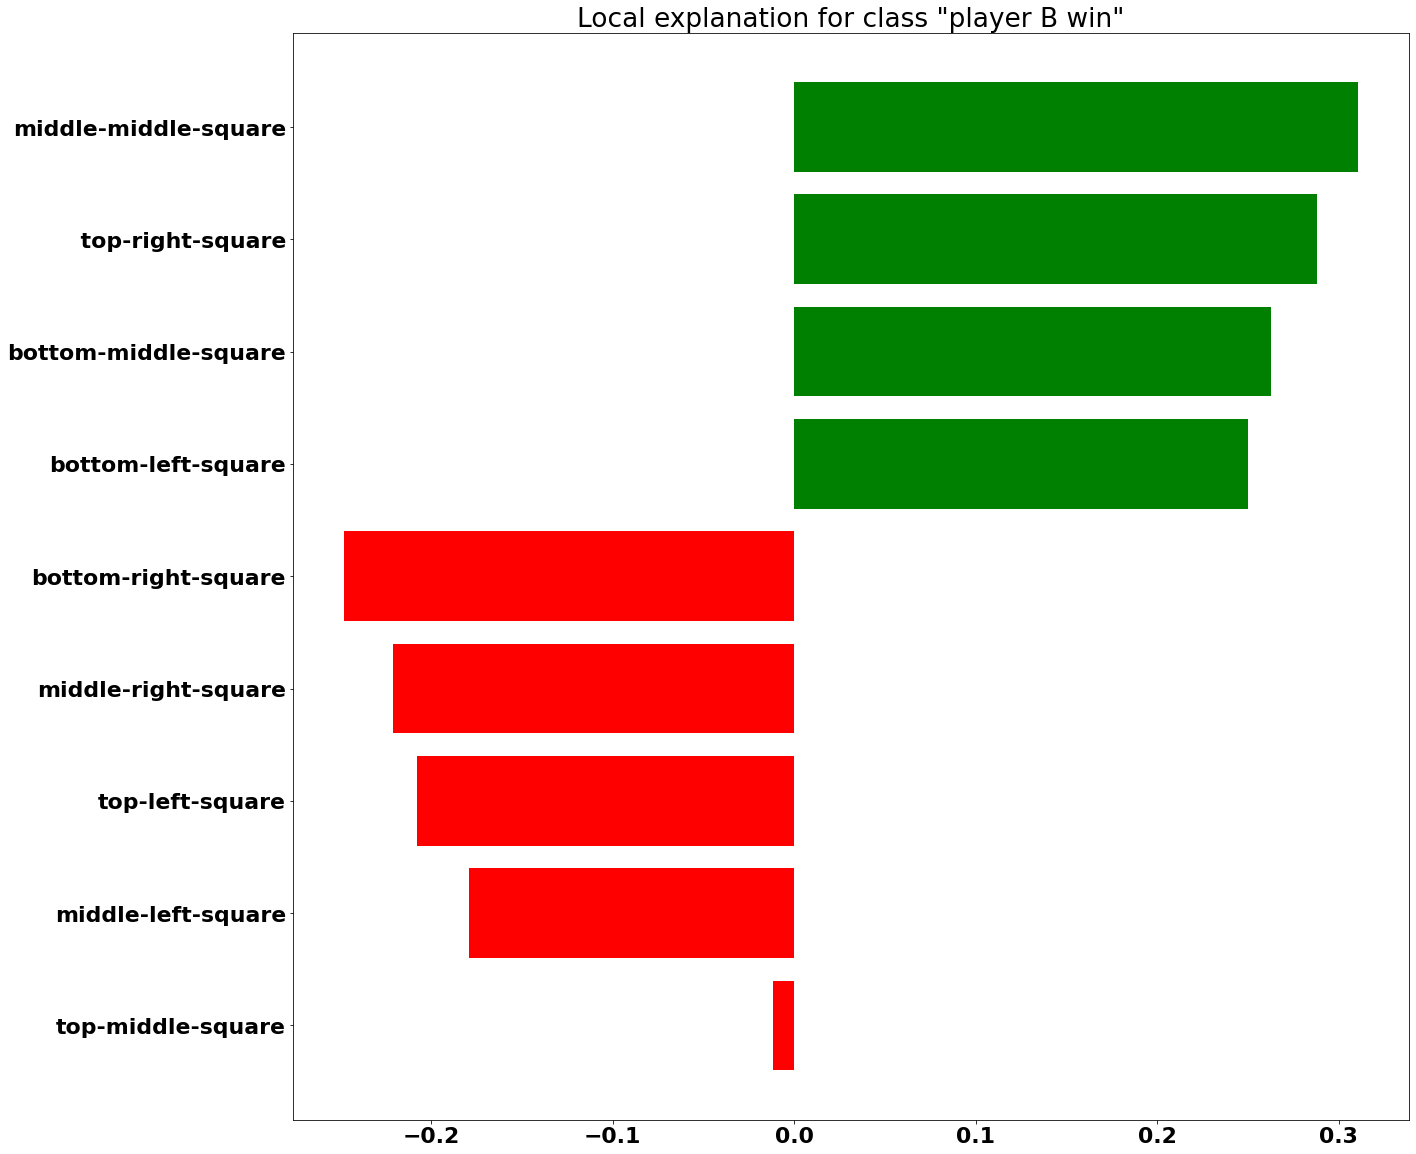 Local explanation for class "player B win"
middle-middle-square
top-right-square
bottom-middle-square
bottom-left-square
bottom-right-square
middle-right-square
top-left-square
middle-left-square
top-middle-square
−0.2 −0.1 0.0 0.1 0.2 0.3